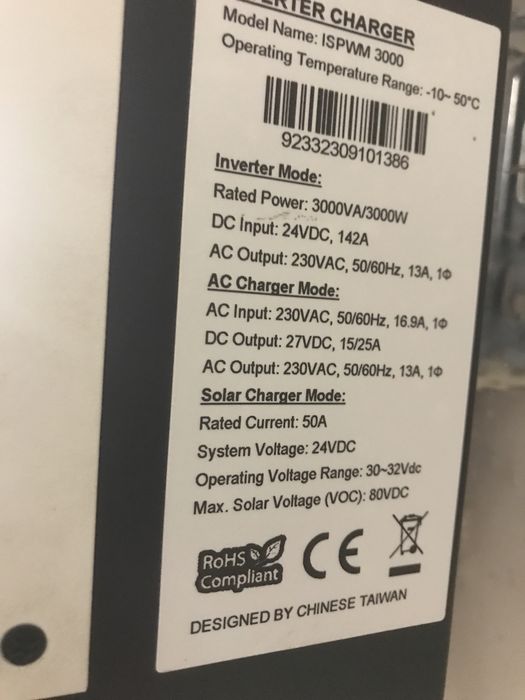 CHARGER
Model Name: ISPWM 3000
Operating Temperature Range: -10~ 50°C
92332309101386
Inverter Mode:
Rated Power: 3000VA/3000W
DC Input: 24VDC, 142A
AC Output: 230VAC, 50/60Hz, 13A, 1Φ
AC Charger Mode:
AC Input: 230VAC, 50/60Hz, 16.9A, 1Φ
DC Output: 27VDC, 15/25A
AC Output: 230VAC, 50/60Hz, 13A, 1Φ
Solar Charger Mode:
Rated Current: 50A
System Voltage: 24VDC
Operating Voltage Range: 30~32Vdc
Max. Solar Voltage (VOC): 80VDC
RoHS
Compliant
CE
DESIGNED BY CHINESE TAIWAN